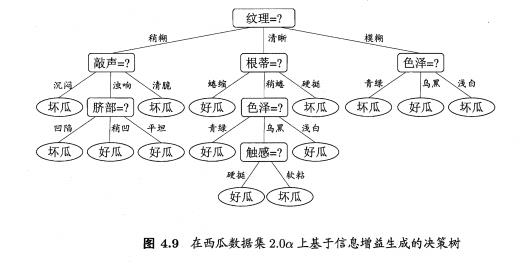 纹理=?
稍糊 清晰 模糊
敲声=? 根蒂=? 色泽=?
沉闷 浊响 清脆 蜷缩 稍蜷 硬挺 青绿 乌黑 浅白
坏瓜 脐部=? 坏瓜 好瓜 色泽=? 坏瓜 坏瓜 好瓜 坏瓜
凹陷 稍凹 平坦 青绿 乌黑 浅白
坏瓜 好瓜 好瓜 好瓜 触感=? 好瓜
硬挺 软粘
好瓜 坏瓜
图 4.9 在西瓜数据集 2.0α 上基于信息增益生成的决策树